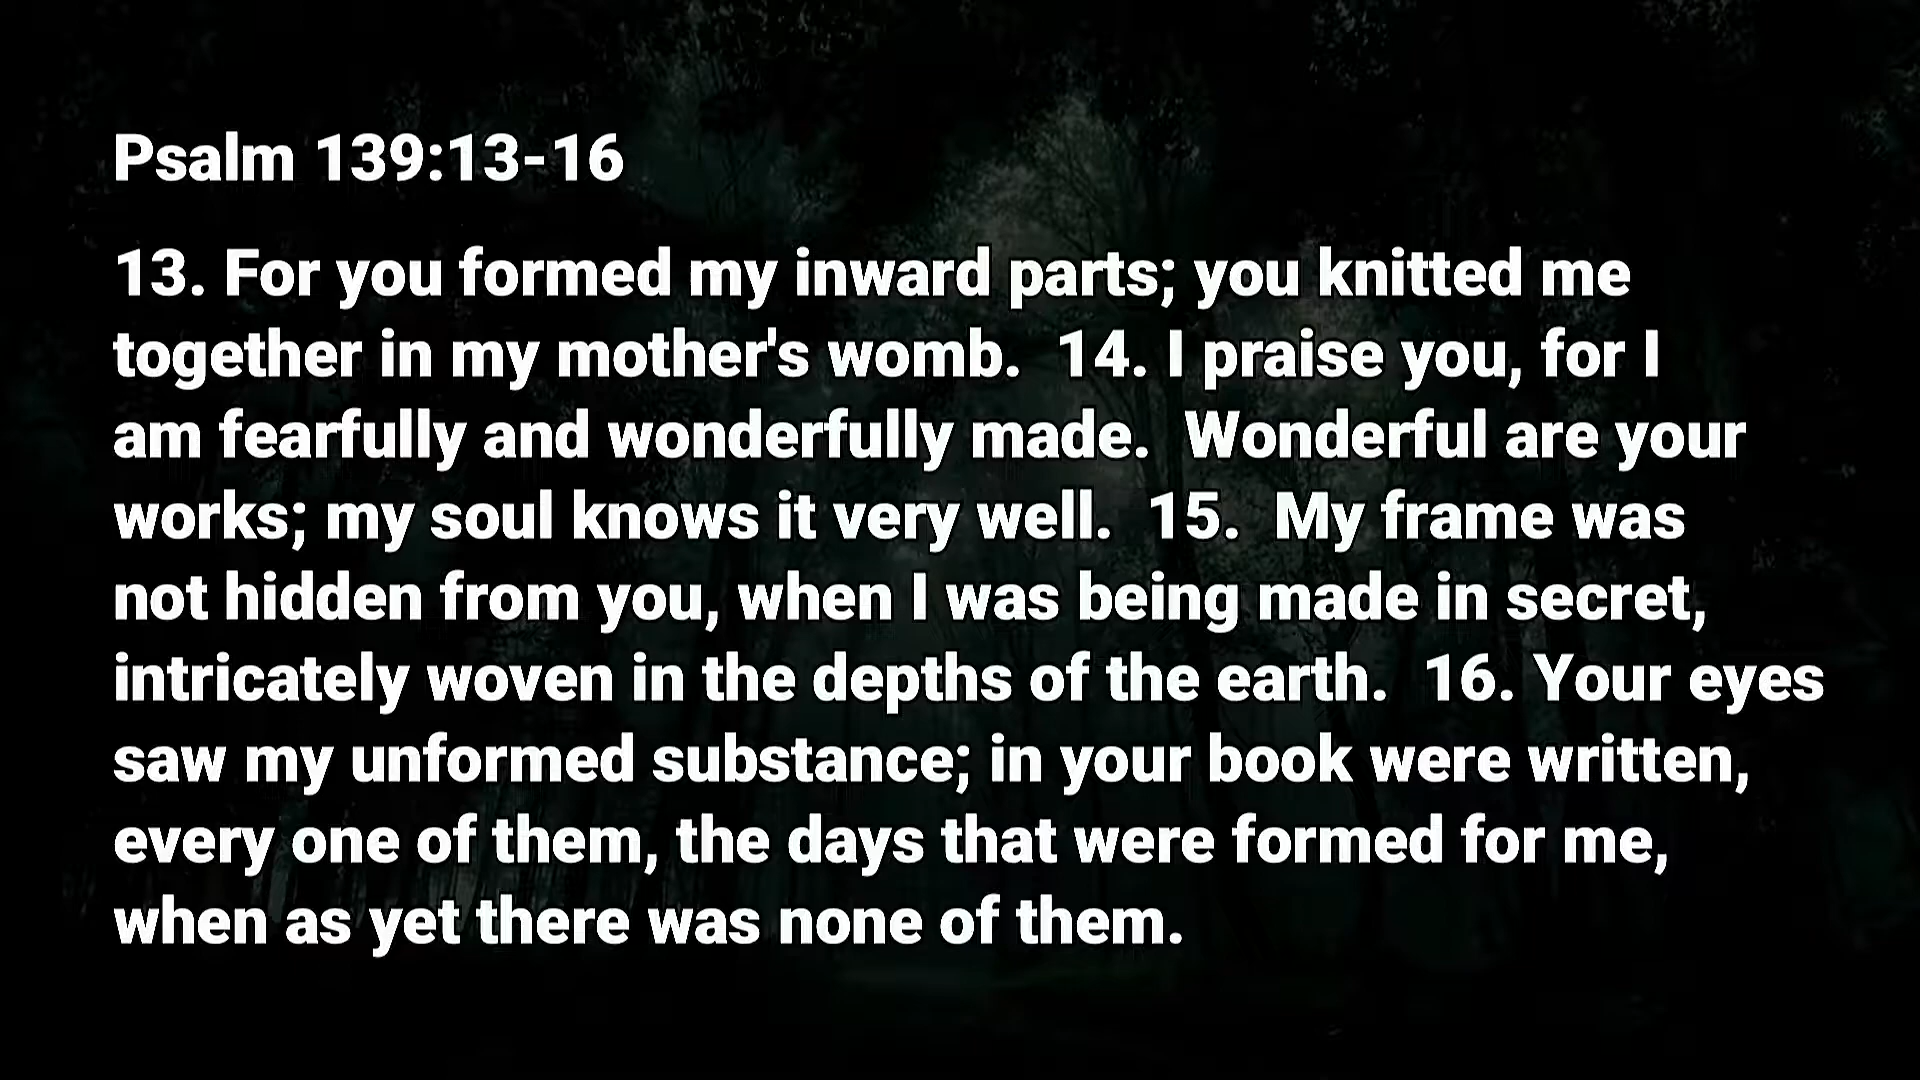 Psalm 139:13-16
13. For you formed my inward parts; you knitted me
together in my mother's womb.  14. I praise you, for I
am fearfully and wonderfully made.  Wonderful are your
works; my soul knows it very well.  15.  My frame was
not hidden from you, when I was being made in secret,
intricately woven in the depths of the earth.  16. Your eyes
saw my unformed substance; in your book were written,
every one of them, the days that were formed for me,
when as yet there was none of them.